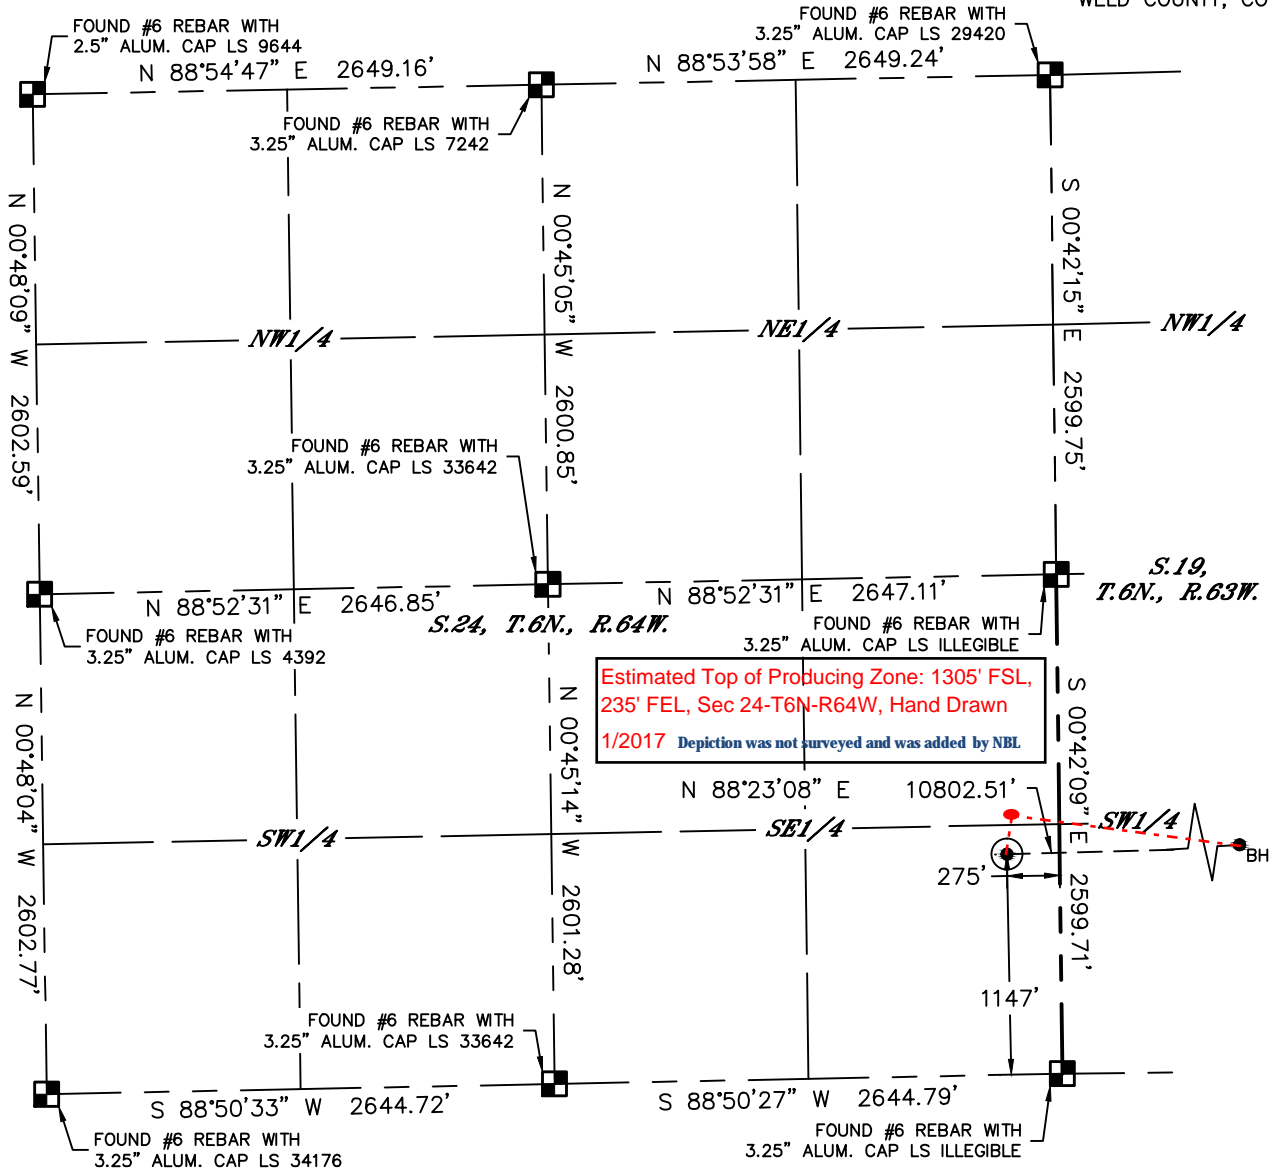 WELD COUNTY, CO
FOUND #6 REBAR WITH
2.5" ALUM. CAP LS 9644
FOUND #6 REBAR WITH
3.25" ALUM. CAP LS 29420
N 88°54'47" E 2649.16'
N 88°53'58" E 2649.24'
FOUND #6 REBAR WITH
3.25" ALUM. CAP LS 7242
N 00°48'09" W 2602.59'
N 00°45'05" W 2600.85'
S 00°42'15" E 2599.75'
NW1/4
NE1/4
NW1/4
FOUND #6 REBAR WITH
3.25" ALUM. CAP LS 33642
S.19,
T.6N., R.63W.
N 88°52'31" E 2646.85'
N 88°52'31" E 2647.11'
S.24, T.6N., R.64W.
FOUND #6 REBAR WITH
3.25" ALUM. CAP LS 4392
FOUND #6 REBAR WITH
3.25" ALUM. CAP LS ILLEGIBLE
Estimated Top of Producing Zone: 1305' FSL,
235' FEL, Sec 24-T6N-R64W, Hand Drawn
1/2017 Depiction was not surveyed and was added by NBL
N 00°48'04" W 2602.77'
N 00°45'14" W 2601.28'
S 00°42'09" E 2599.71'
N 88°23'08" E 10802.51'
SW1/4
SE1/4
SW1/4
BH
275'
1147'
FOUND #6 REBAR WITH
3.25" ALUM. CAP LS 33642
S 88°50'33" W 2644.72'
S 88°50'27" W 2644.79'
FOUND #6 REBAR WITH
3.25" ALUM. CAP LS 34176
FOUND #6 REBAR WITH
3.25" ALUM. CAP LS ILLEGIBLE